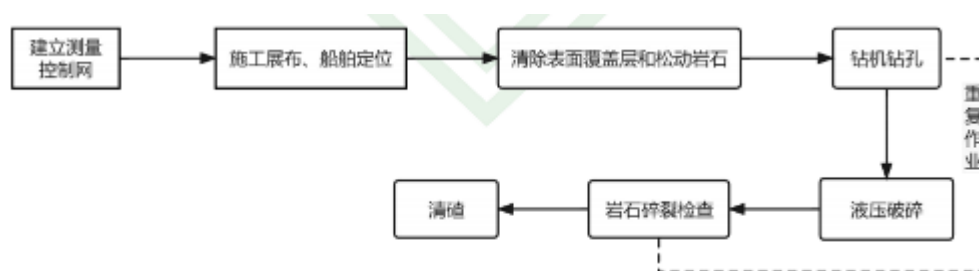 建立测量
控制网
施工展布、船舶定位
清除表面覆盖层和松动岩石
钻机钻孔
重
复
作
业
清碴
岩石碎裂检查
液压破碎